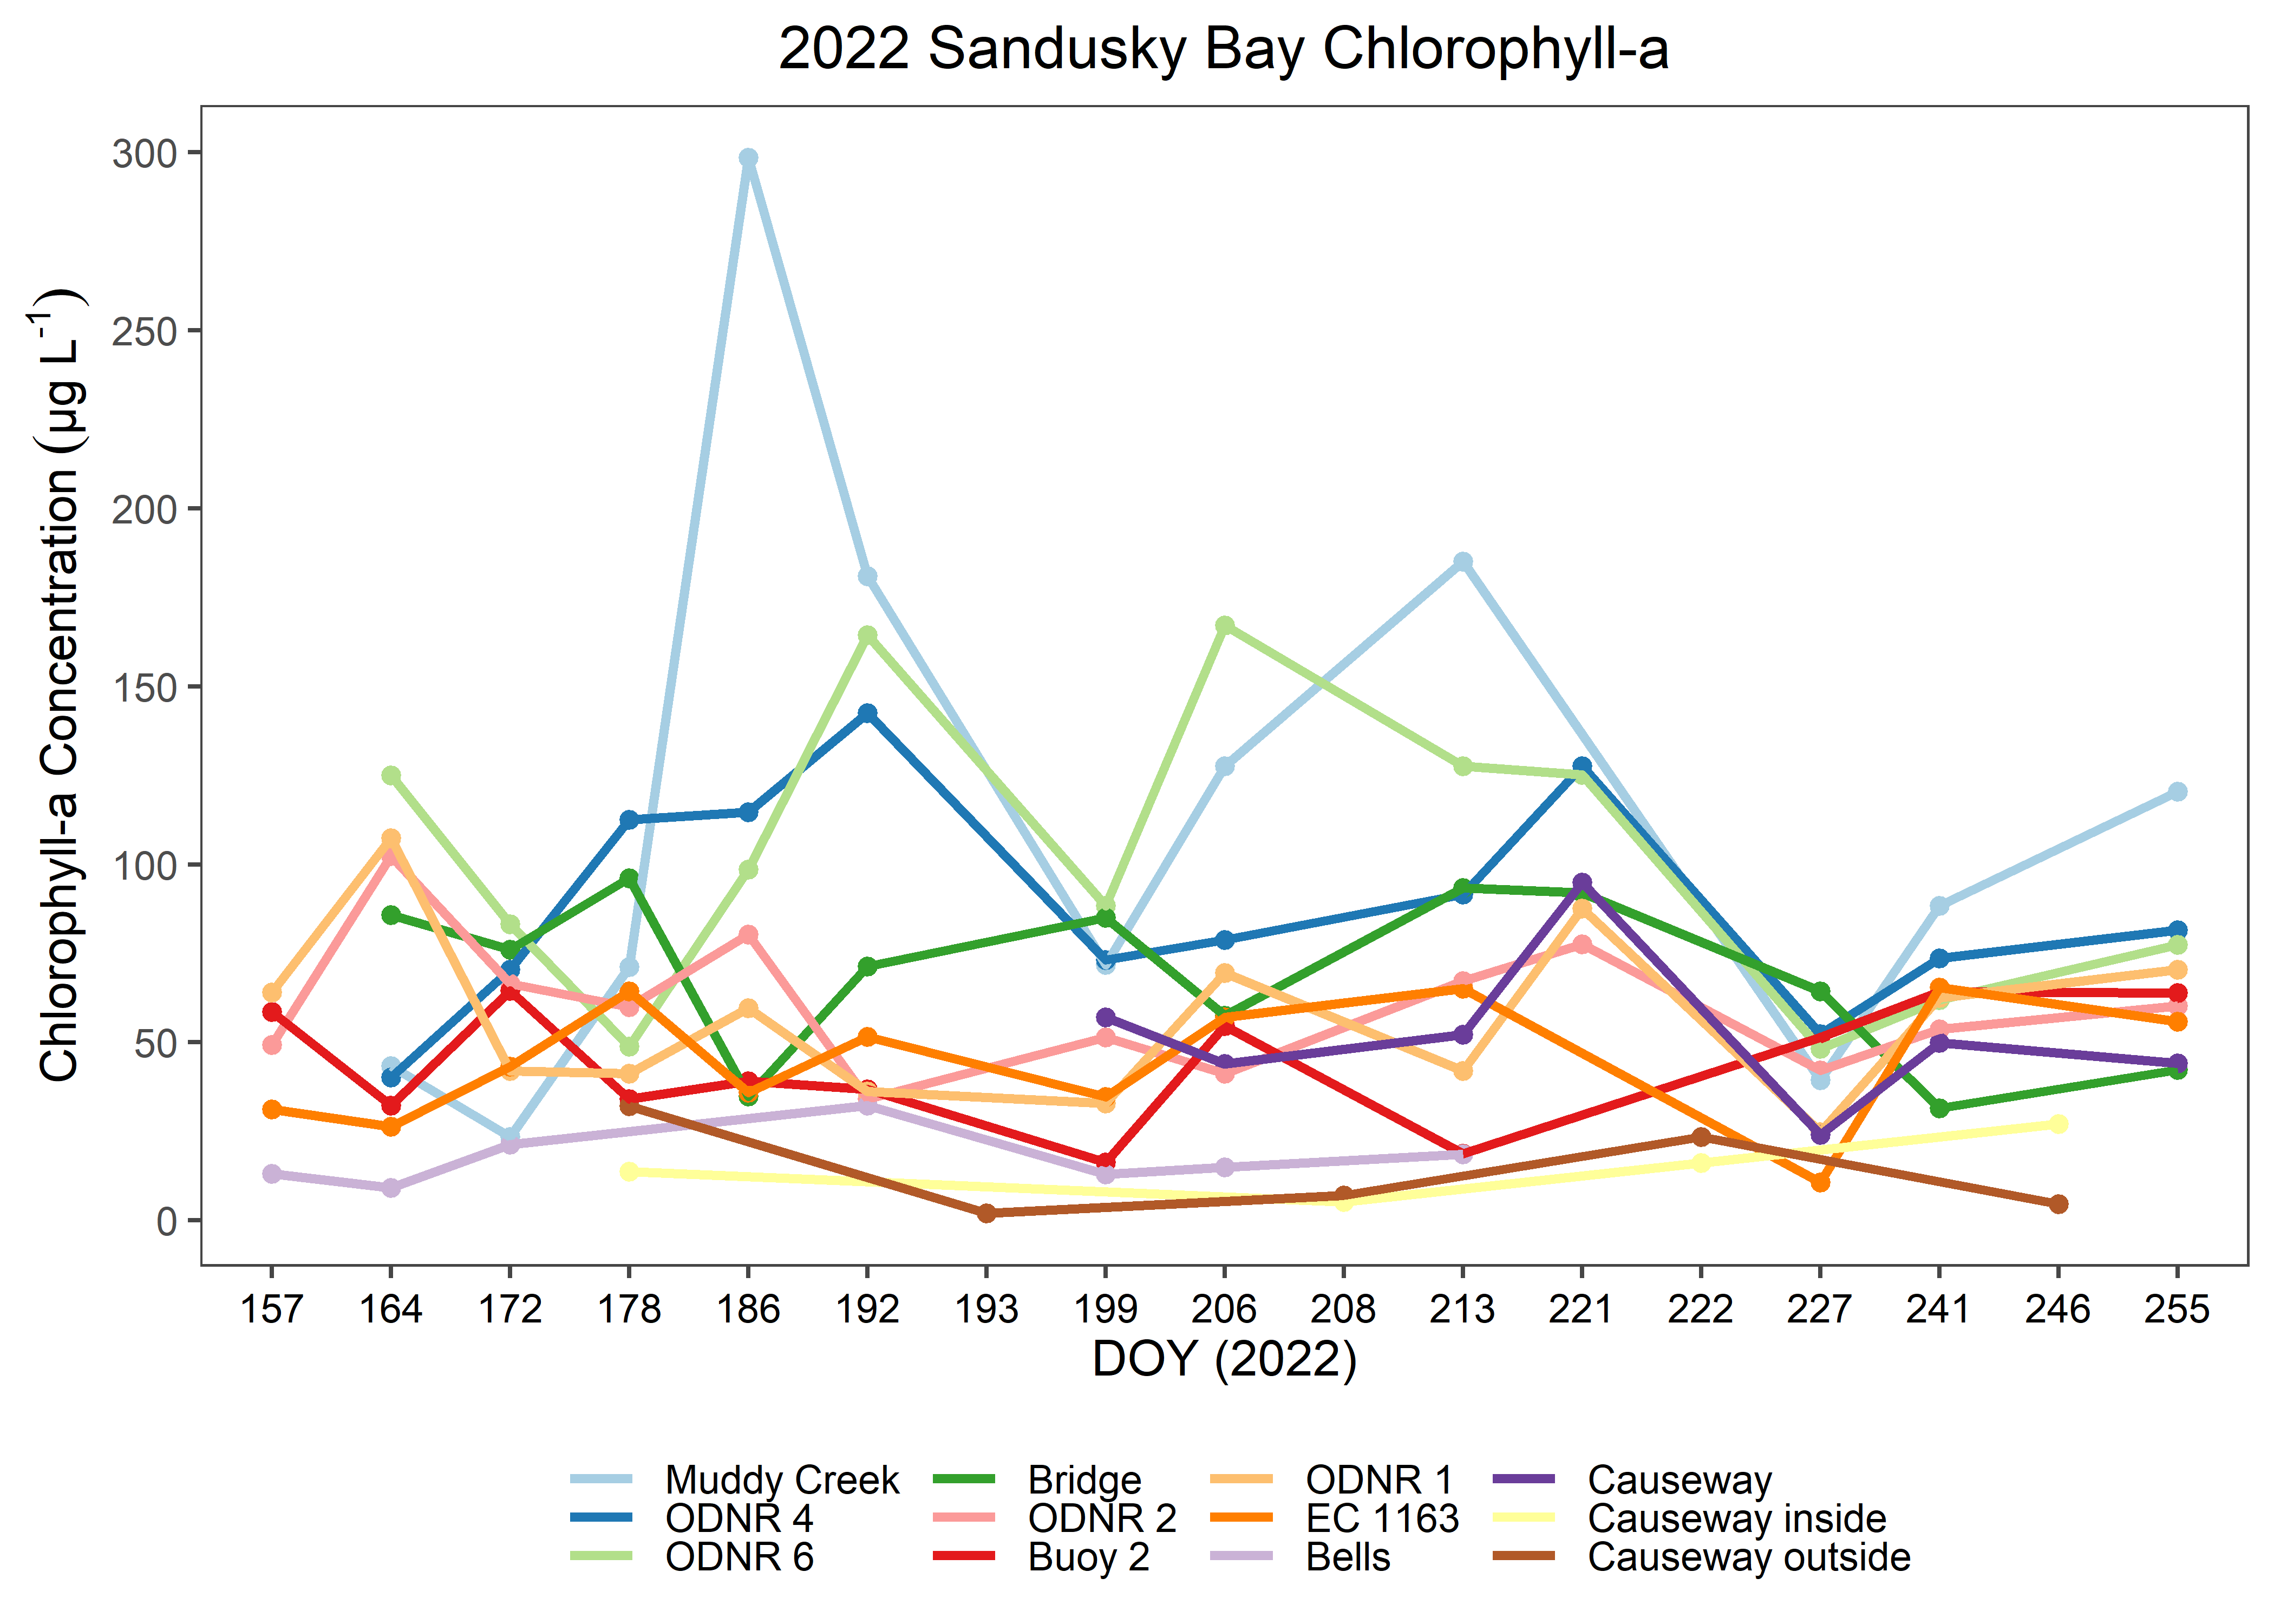 2022 Sandusky Bay Chlorophyll-a
Chlorophyll-a Concentration (µg L⁻¹)
300
250
200
150
100
50
0
157 164 172 178 186 192 193 199 206 208 213 221 222 227 241 246 255
DOY (2022)
Muddy Creek Bridge ODNR 1 Causeway
ODNR 4 ODNR 2 EC 1163 Causeway inside
ODNR 6 Buoy 2 Bells Causeway outside